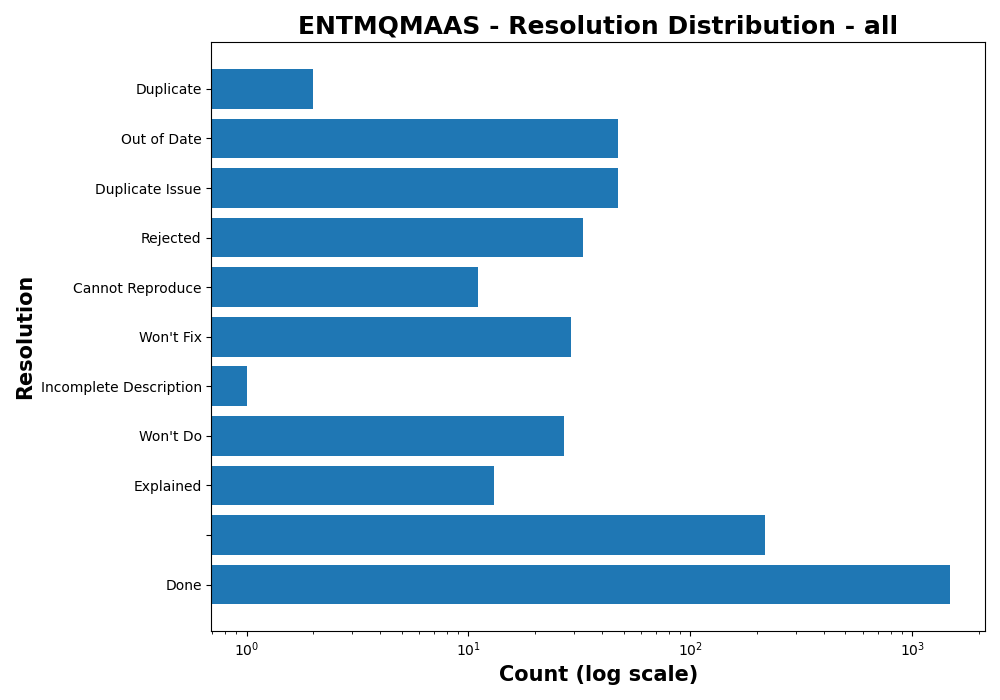 ENTMQMAAS - Resolution Distribution - all
Duplicate
Out of Date
Duplicate Issue
Rejected
Cannot Reproduce
Won't Fix
Incomplete Description
Won't Do
Explained
Done
Resolution
10⁰ 10¹ 10² 10³
Count (log scale)